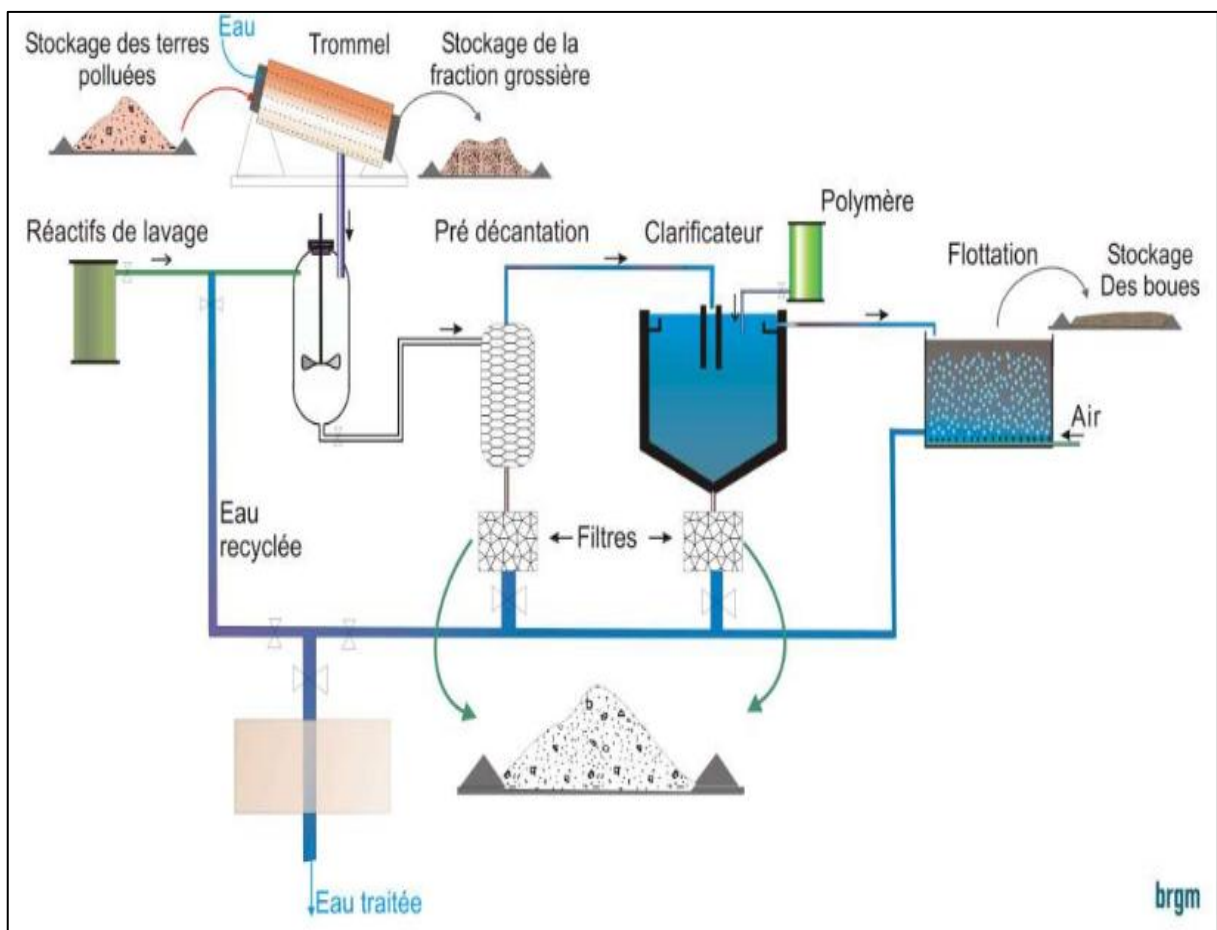 Eau
Stockage des terres
polluées
Trommel
Stockage de la
fraction grossière
Réactifs de lavage
Pré décantation
Clarificateur
Polymère
Flottation
Stockage
Des boues
Air
Eau
recyclée
Filtres
b
Eau traitée
brgm